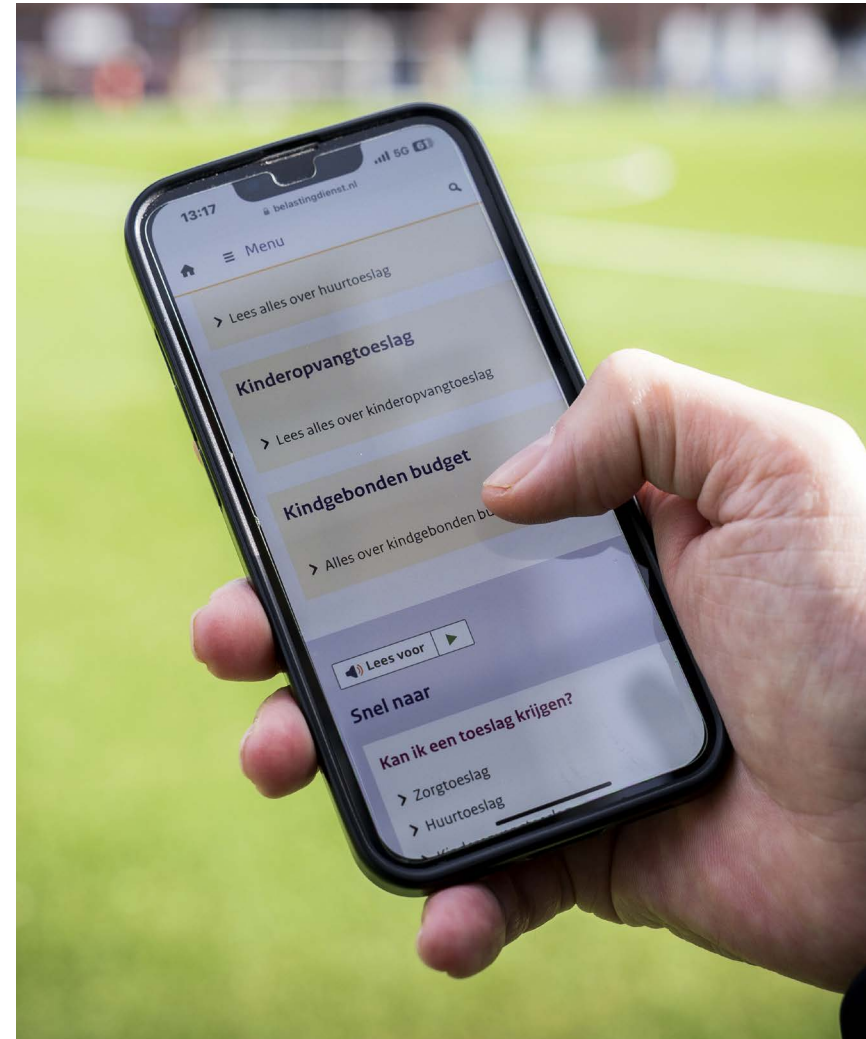 13:17
5G 61
belastingdienst.nl
Menu
Lees alles over huurtoeslag
Kinderopvangtoeslag
Lees alles over kinderopvangtoeslag
Kindgebonden budget
Alles over kindgebonden
Lees voor
Snel naar
Kan ik een toeslag krijgen?
Zorgtoeslag
Huurtoeslag